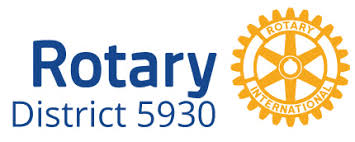 Rotary
District 5930
ROTARY
INTERNATIONAL